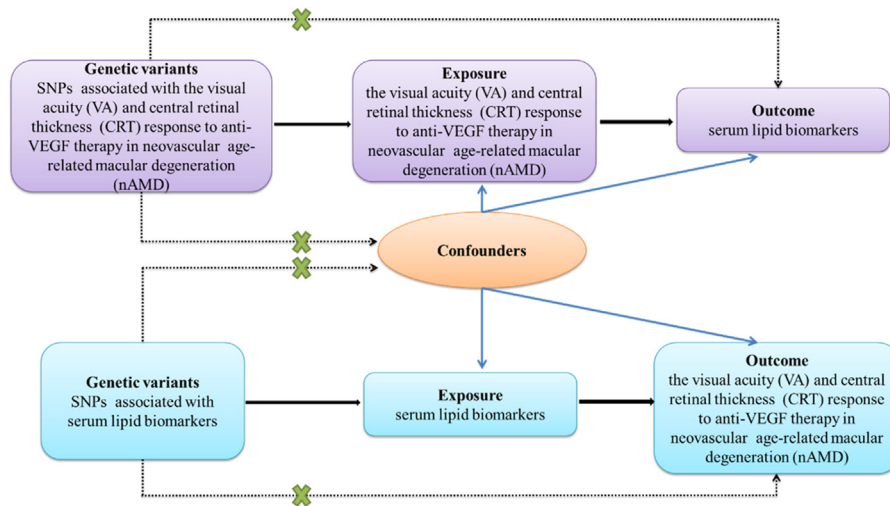 Genetic variants
SNPs associated with the visual
acuity (VA) and central retinal
thickness (CRT) response to anti-
VEGF therapy in neovascular age-
related macular degeneration
(nAMD)
Exposure
the visual acuity (VA) and central
retinal thickness (CRT) response
to anti-VEGF therapy in
neovascular age-related macular
degeneration (nAMD)
Outcome
serum lipid biomarkers
Confounders
Genetic variants
SNPs associated with
serum lipid biomarkers
Exposure
serum lipid biomarkers
Outcome
the visual acuity (VA) and central
retinal thickness (CRT) response
to anti-VEGF therapy in
neovascular age-related macular
degeneration (nAMD)